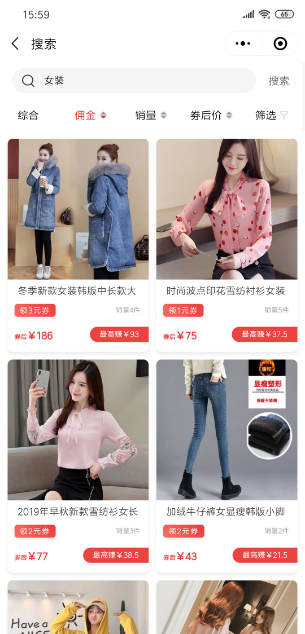 15:59
65
搜索
女装
搜索
综合
佣金
销量
券后价
筛选
冬季新款女装韩版中长款大
领3元券
销量4件
券后¥186
最高赚¥93
时尚波点印花雪纺衬衫女装
领1元券
销量5件
券后¥75
最高赚¥37.5
2019年早秋新款雪纺衫女长
领2元券
销量3件
券后¥77
最高赚¥38.5
显瘦塑形
加绒牛仔裤女显瘦韩版小脚
领2元券
销量2件
券后¥43
最高赚¥21.5
Have a